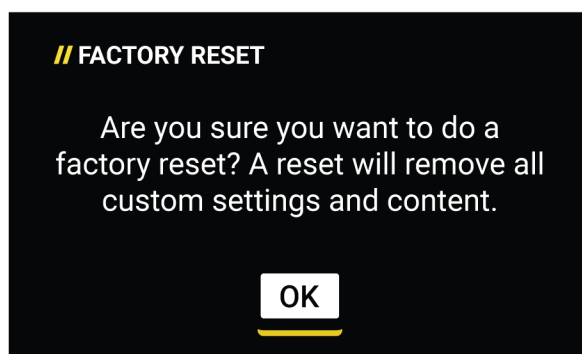 // FACTORY RESET
Are you sure you want to do a
factory reset? A reset will remove all
custom settings and content.
OK